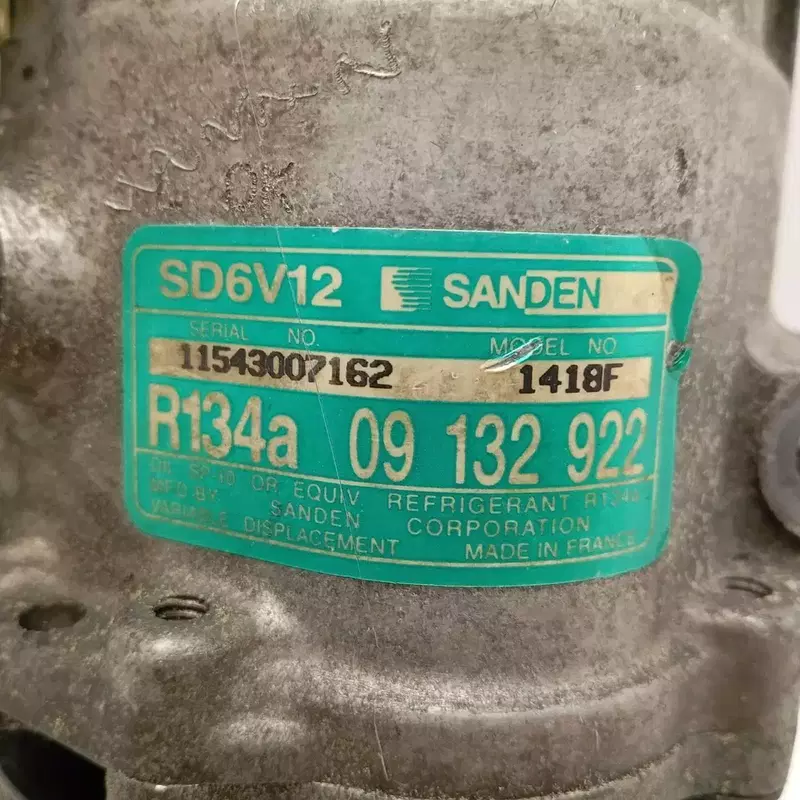 OK
SD6V12 SANDEN
SERIAL NO. MODEL NO
11543007162 1418F
R134a 09 132 922
OIL SP-10 OR EQUIV. REFRIGERANT R134A
MFD.BY SANDEN CORPORATION
VARIABLE DISPLACEMENT MADE IN FRANCE